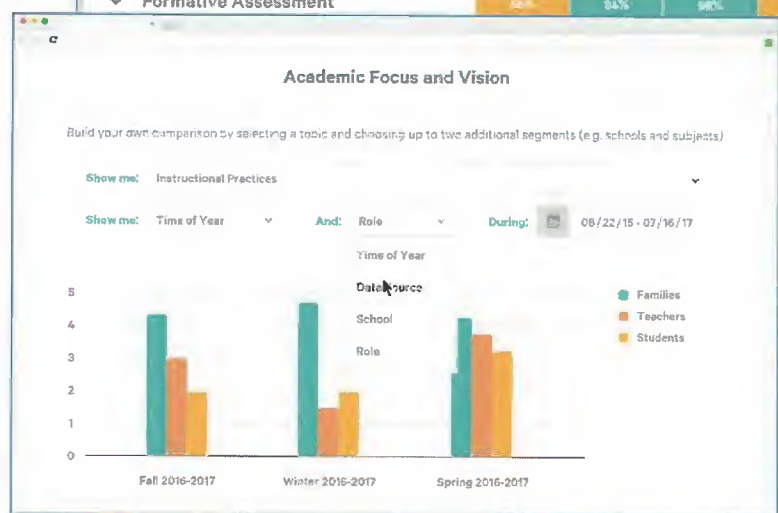 Formative Assessment 84%
Academic Focus and Vision
Build your own comparison by selecting a topic and choosing up to two additional segments (e.g. schools and subjects)
Show me: Instructional Practices
Show me: Time of Year And: Role During: 08/22/15 - 07/16/17
Time of Year
Data Source
School
Role
Families
Teachers
Students
5
4
3
2
1
0
Fall 2016-2017 Winter 2016-2017 Spring 2016-2017